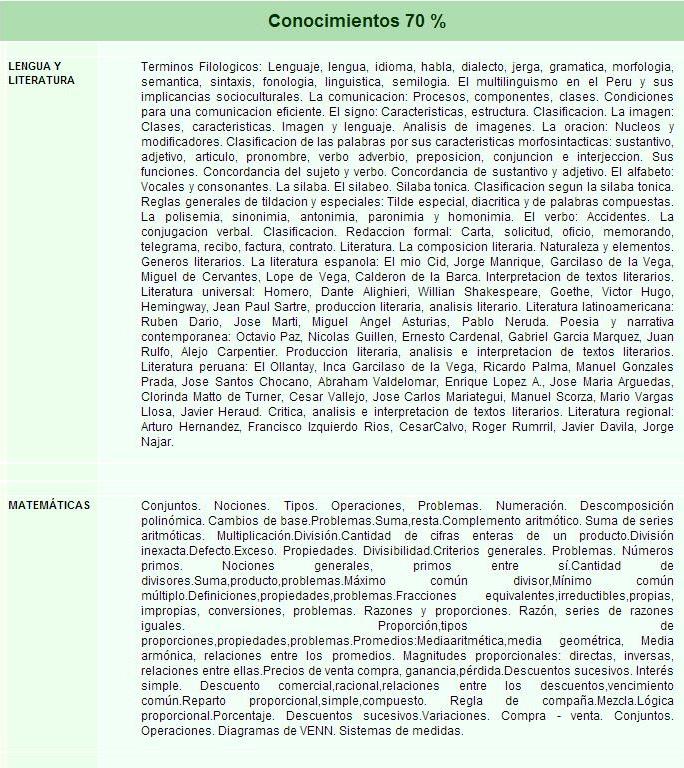 Conocimientos 70 %
LENGUA Y
LITERATURA
Terminos Filologicos: Lenguaje, lengua, idioma, habla, dialecto, jerga, gramatica, morfologia,
semantica, sintaxis, fonologia, linguistica, semilogia. El multilinguismo en el Peru y sus
implicancias socioculturales. La comunicacion: Procesos, componentes, clases. Condiciones
para una comunicacion eficiente. El signo: Caracteristicas, estructura. Clasificacion. La imagen:
Clases, caracteristicas. Imagen y lenguaje. Analisis de imagenes. La oracion: Nucleos y
modificadores. Clasificacion de las palabras por sus caracteristicas morfosintacticas: sustantivo,
adjetivo, articulo, pronombre, verbo adverbio, preposicion, conjuncion e interjeccion. Sus
funciones. Concordancia del sujeto y verbo. Concordancia de sustantivo y adjetivo. El alfabeto:
Vocales y consonantes. La silaba. El silabeo. Silaba tonica. Clasificacion segun la silaba tonica.
Reglas generales de tildacion y especiales: Tilde especial, diacritica y de palabras compuestas.
La polisemia, sinonimia, antonimia, paronimia y homonimia. El verbo: Accidentes. La
conjugacion verbal. Clasificacion. Redaccion formal: Carta, solicitud, oficio, memorando,
telegrama, recibo, factura, contrato. Literatura. La composicion literaria. Naturaleza y elementos.
Generos literarios. La literatura espanola: El mio Cid, Jorge Manrique, Garcilaso de la Vega,
Miguel de Cervantes, Lope de Vega, Calderon de la Barca. Interpretacion de textos literarios.
Literatura universal: Homero, Dante Alighieri, Willian Shakespeare, Goethe, Victor Hugo,
Hemingway, Jean Paul Sartre, produccion literaria, analisis literario. Literatura latinoamericana:
Ruben Dario, Jose Marti, Miguel Angel Asturias, Pablo Neruda. Poesia y narrativa
contemporanea: Octavio Paz, Nicolas Guillen, Ernesto Cardenal, Gabriel Garcia Marquez, Juan
Rulfo, Alejo Carpentier. Produccion literaria, analisis e interpretacion de textos literarios.
Literatura peruana: El Ollantay, Inca Garcilaso de la Vega, Ricardo Palma, Manuel Gonzales
Prada, Jose Santos Chocano, Abraham Valdelomar, Enrique Lopez A., Jose Maria Arguedas,
Clorinda Matto de Turner, Cesar Vallejo, Jose Carlos Mariategui, Manuel Scorza, Mario Vargas
Llosa, Javier Heraud. Critica, analisis e interpretacion de textos literarios. Literatura regional:
Arturo Hernandez, Francisco Izquierdo Rios, CesarCalvo, Roger Rumrril, Javier Davila, Jorge
Najar.
MATEMÁTICAS
Conjuntos. Nociones. Tipos. Operaciones, Problemas. Numeración. Descomposición
polinómica. Cambios de base.Problemas.Suma,resta.Complemento aritmótico. Suma de series
aritmóticas. Multiplicación.División.Cantidad de cifras enteras de un producto.División
inexacta.Defecto.Exceso. Propiedades. Divisibilidad.Criterios generales. Problemas. Números
primos. Nociones generales, primos entre sí.Cantidad de
divisores.Suma,producto,problemas.Máximo común divisor,Mínimo común
múltiplo.Definiciones,propiedades,problemas.Fracciones equivalentes,irreductibles,propias,
impropias, conversiones, problemas. Razones y proporciones. Razón, series de razones
iguales. Proporción,tipos de
proporciones,propiedades,problemas.Promedios:Mediaaritmética,media geométrica, Media
armónica, relaciones entre los promedios. Magnitudes proporcionales: directas, inversas,
relaciones entre ellas.Precios de venta compra, ganancia,pérdida.Descuentos sucesivos. Interés
simple. Descuento comercial,racional,relaciones entre los descuentos,vencimiento
común.Reparto proporcional,simple,compuesto. Regla de compaña.Mezcla.Lógica
proporcional.Porcentaje. Descuentos sucesivos.Variaciones. Compra - venta. Conjuntos.
Operaciones. Diagramas de VENN. Sistemas de medidas.